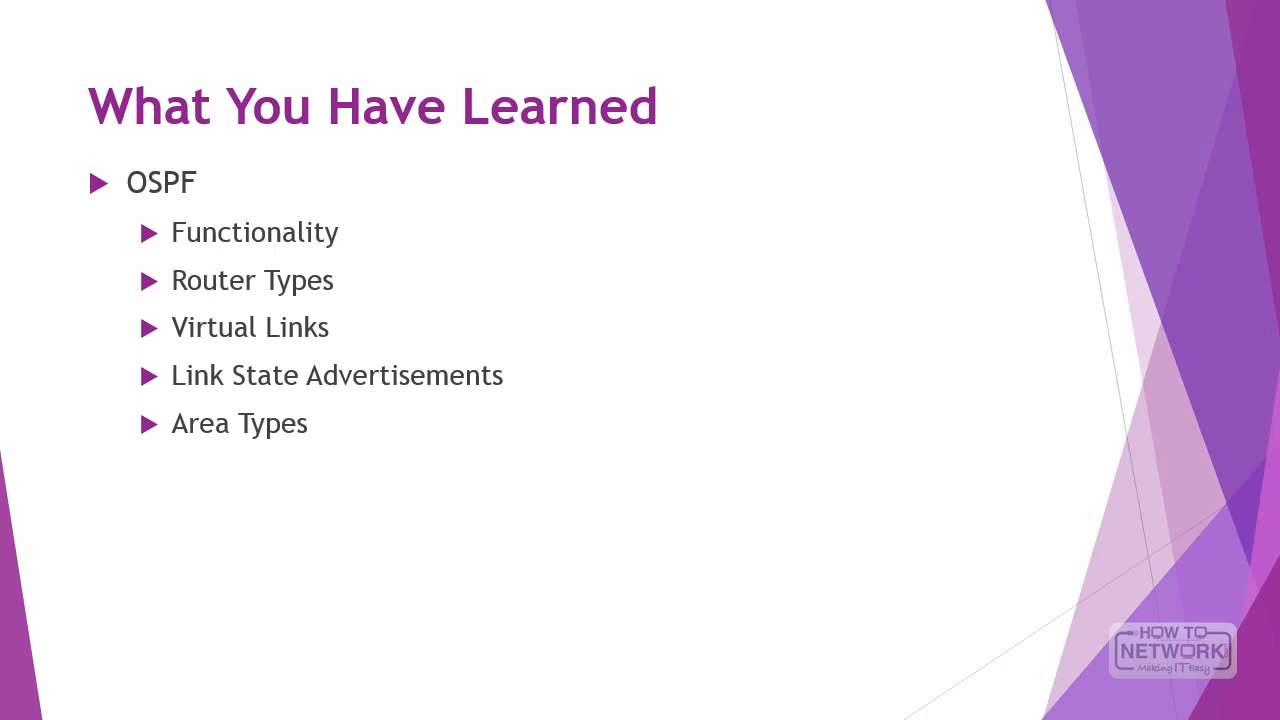 What You Have Learned
OSPF
Functionality
Router Types
Virtual Links
Link State Advertisements
Area Types
HOW TO
NETWORK
Making IT Easy